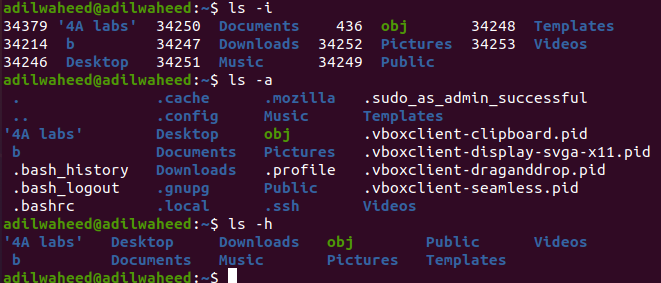 adilwaheed@adilwaheed:~$ ls -i
34379 '4A labs'  34250  Documents    436  obj        34248  Templates
34214  b         34247  Downloads  34252  Pictures  34253  Videos
34246  Desktop   34251  Music      34249  Public
adilwaheed@adilwaheed:~$ ls -a
.              .cache      .mozilla   .sudo_as_admin_successful
..             .config     Music      Templates
'4A labs'       Desktop     obj       .vboxclient-clipboard.pid
b              Documents   Pictures  .vboxclient-display-svga-x11.pid
.bash_history  Downloads   .profile  .vboxclient-draganddrop.pid
.bash_logout   .gnupg      Public    .vboxclient-seamless.pid
.bashrc        .local      .ssh      Videos
adilwaheed@adilwaheed:~$ ls -h
'4A labs'   Desktop     Downloads   obj        Public      Videos
b          Documents   Music       Pictures   Templates
adilwaheed@adilwaheed:~$